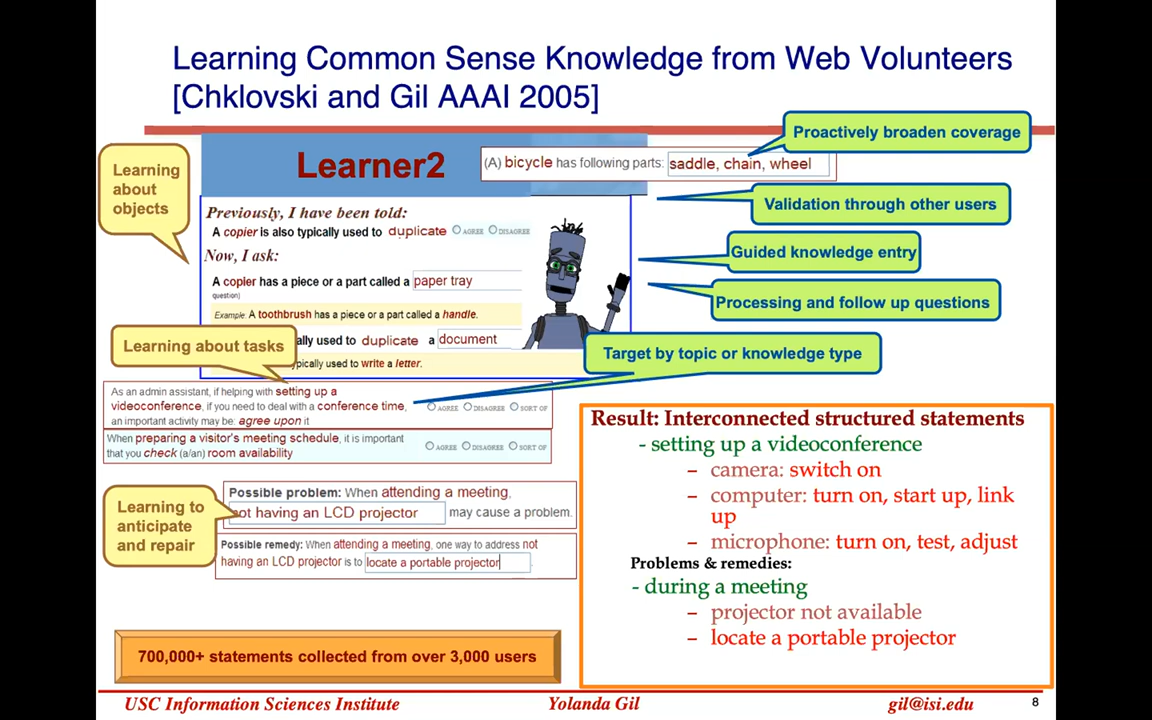 Learning Common Sense Knowledge from Web Volunteers
[Chklovski and Gil AAAI 2005]
Proactively broaden coverage
Learning
about
objects
Learner2
(A) bicycle has following parts: saddle, chain, wheel
Validation through other users
Previously, I have been told:
A copier is also typically used to duplicate AGREE DISAGREE
Now, I ask:
Guided knowledge entry
A copier has a piece or a part called a paper tray
question)
Processing and follow up questions
Example: A toothbrush has a piece or a part called a handle.
Learning about tasks
ally used to duplicate a document
Target by topic or knowledge type
ypically used to write a letter.
As an admin assistant, if helping with setting up a
videoconference, if you need to deal with a conference time,
an important activity may be: agree upon it
AGREE DISAGREE SORT OF
When preparing a visitor's meeting schedule, it is important
that you check (a/an) room availability
AGREE DISAGREE SORT OF
Learning to
anticipate
and repair
Possible problem: When attending a meeting,
not having an LCD projector may cause a problem.
Possible remedy: When attending a meeting, one way to address not
having an LCD projector is to locate a portable projector
Result: Interconnected structured statements
- setting up a videoconference
– camera: switch on
– computer: turn on, start up, link
up
– microphone: turn on, test, adjust
Problems & remedies:
- during a meeting
– projector not available
– locate a portable projector
700,000+ statements collected from over 3,000 users
USC Information Sciences Institute
Yolanda Gil
gil@isi.edu
8